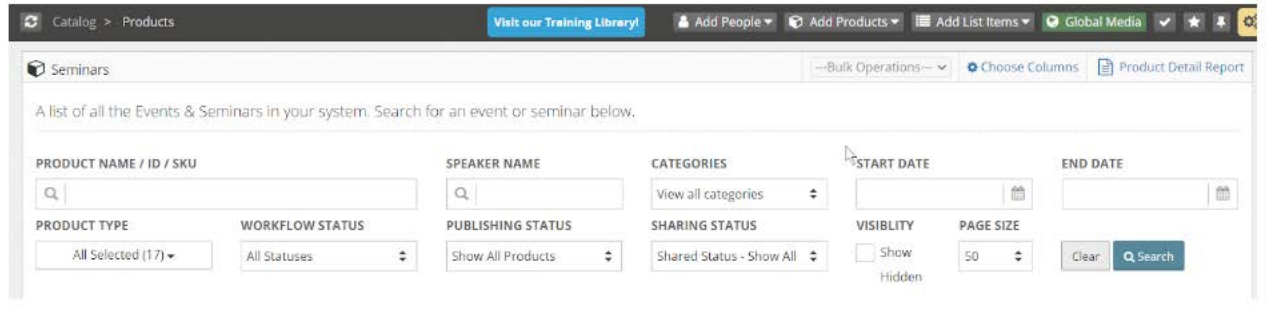 Catalog > Products Visit our Training Library! Add People Add Products Add List Items Global Media
Seminars ---Bulk Operations--- Choose Columns Product Detail Report
A list of all the Events & Seminars in your system. Search for an event or seminar below.
PRODUCT NAME / ID / SKU SPEAKER NAME CATEGORIES START DATE END DATE
View all categories
PRODUCT TYPE WORKFLOW STATUS PUBLISHING STATUS SHARING STATUS VISIBLITY PAGE SIZE
All Selected (17) All Statuses Show All Products Shared Status - Show All Show 50 Clear Search
Hidden